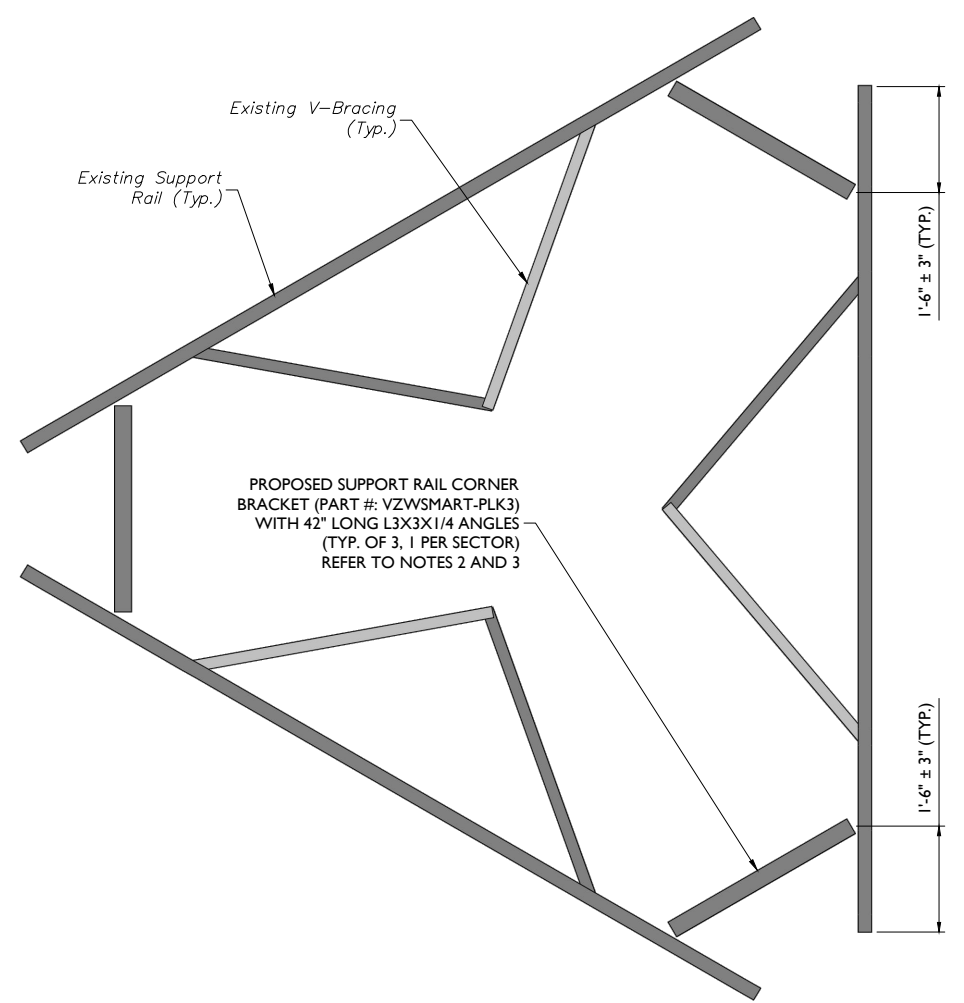 Existing V-Bracing
(Typ.)
Existing Support
Rail (Typ.)
1'-6" ± 3" (TYP.)
PROPOSED SUPPORT RAIL CORNER
BRACKET (PART #: VZWSMART-PLK3)
WITH 42" LONG L3X3X1/4 ANGLES
(TYP. OF 3, 1 PER SECTOR)
REFER TO NOTES 2 AND 3
1'-6" ± 3" (TYP.)